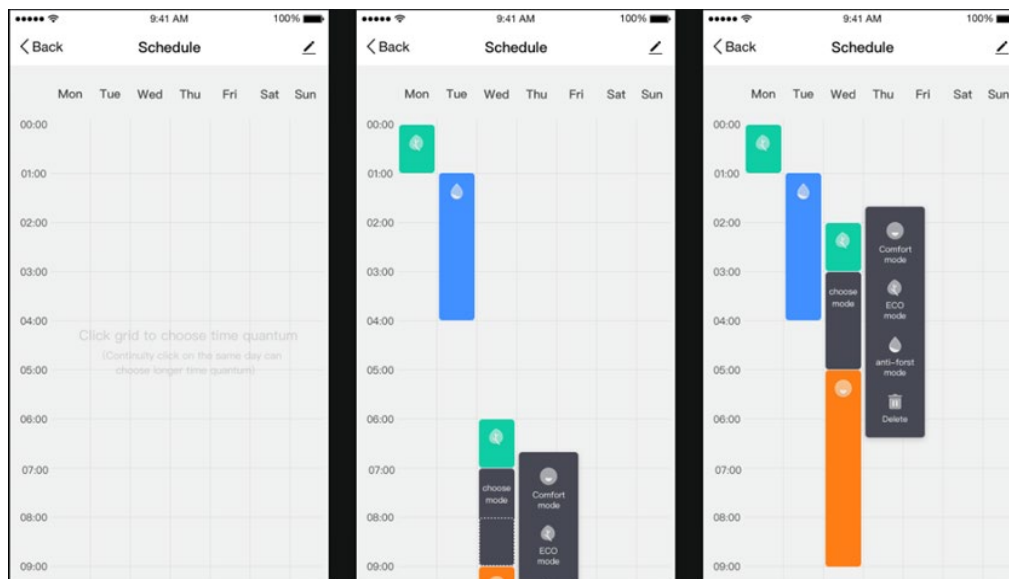 9:41 AM 100%
Back Schedule
Mon Tue Wed Thu Fri Sat Sun
00:00
01:00
02:00
03:00
04:00
Click grid to choose time quantum
(Continuity click on the same day can
choose longer time quantum)
05:00
06:00
07:00
08:00
09:00
9:41 AM 100%
Back Schedule
Mon Tue Wed Thu Fri Sat Sun
00:00
01:00
02:00
03:00
04:00
05:00
06:00
07:00
choose
mode
Comfort
mode
08:00
ECO
mode
09:00
9:41 AM 100%
Back Schedule
Mon Tue Wed Thu Fri Sat Sun
00:00
01:00
02:00
Comfort
mode
03:00
choose
mode
ECO
mode
04:00
anti-forst
mode
05:00
Delete
06:00
07:00
08:00
09:00